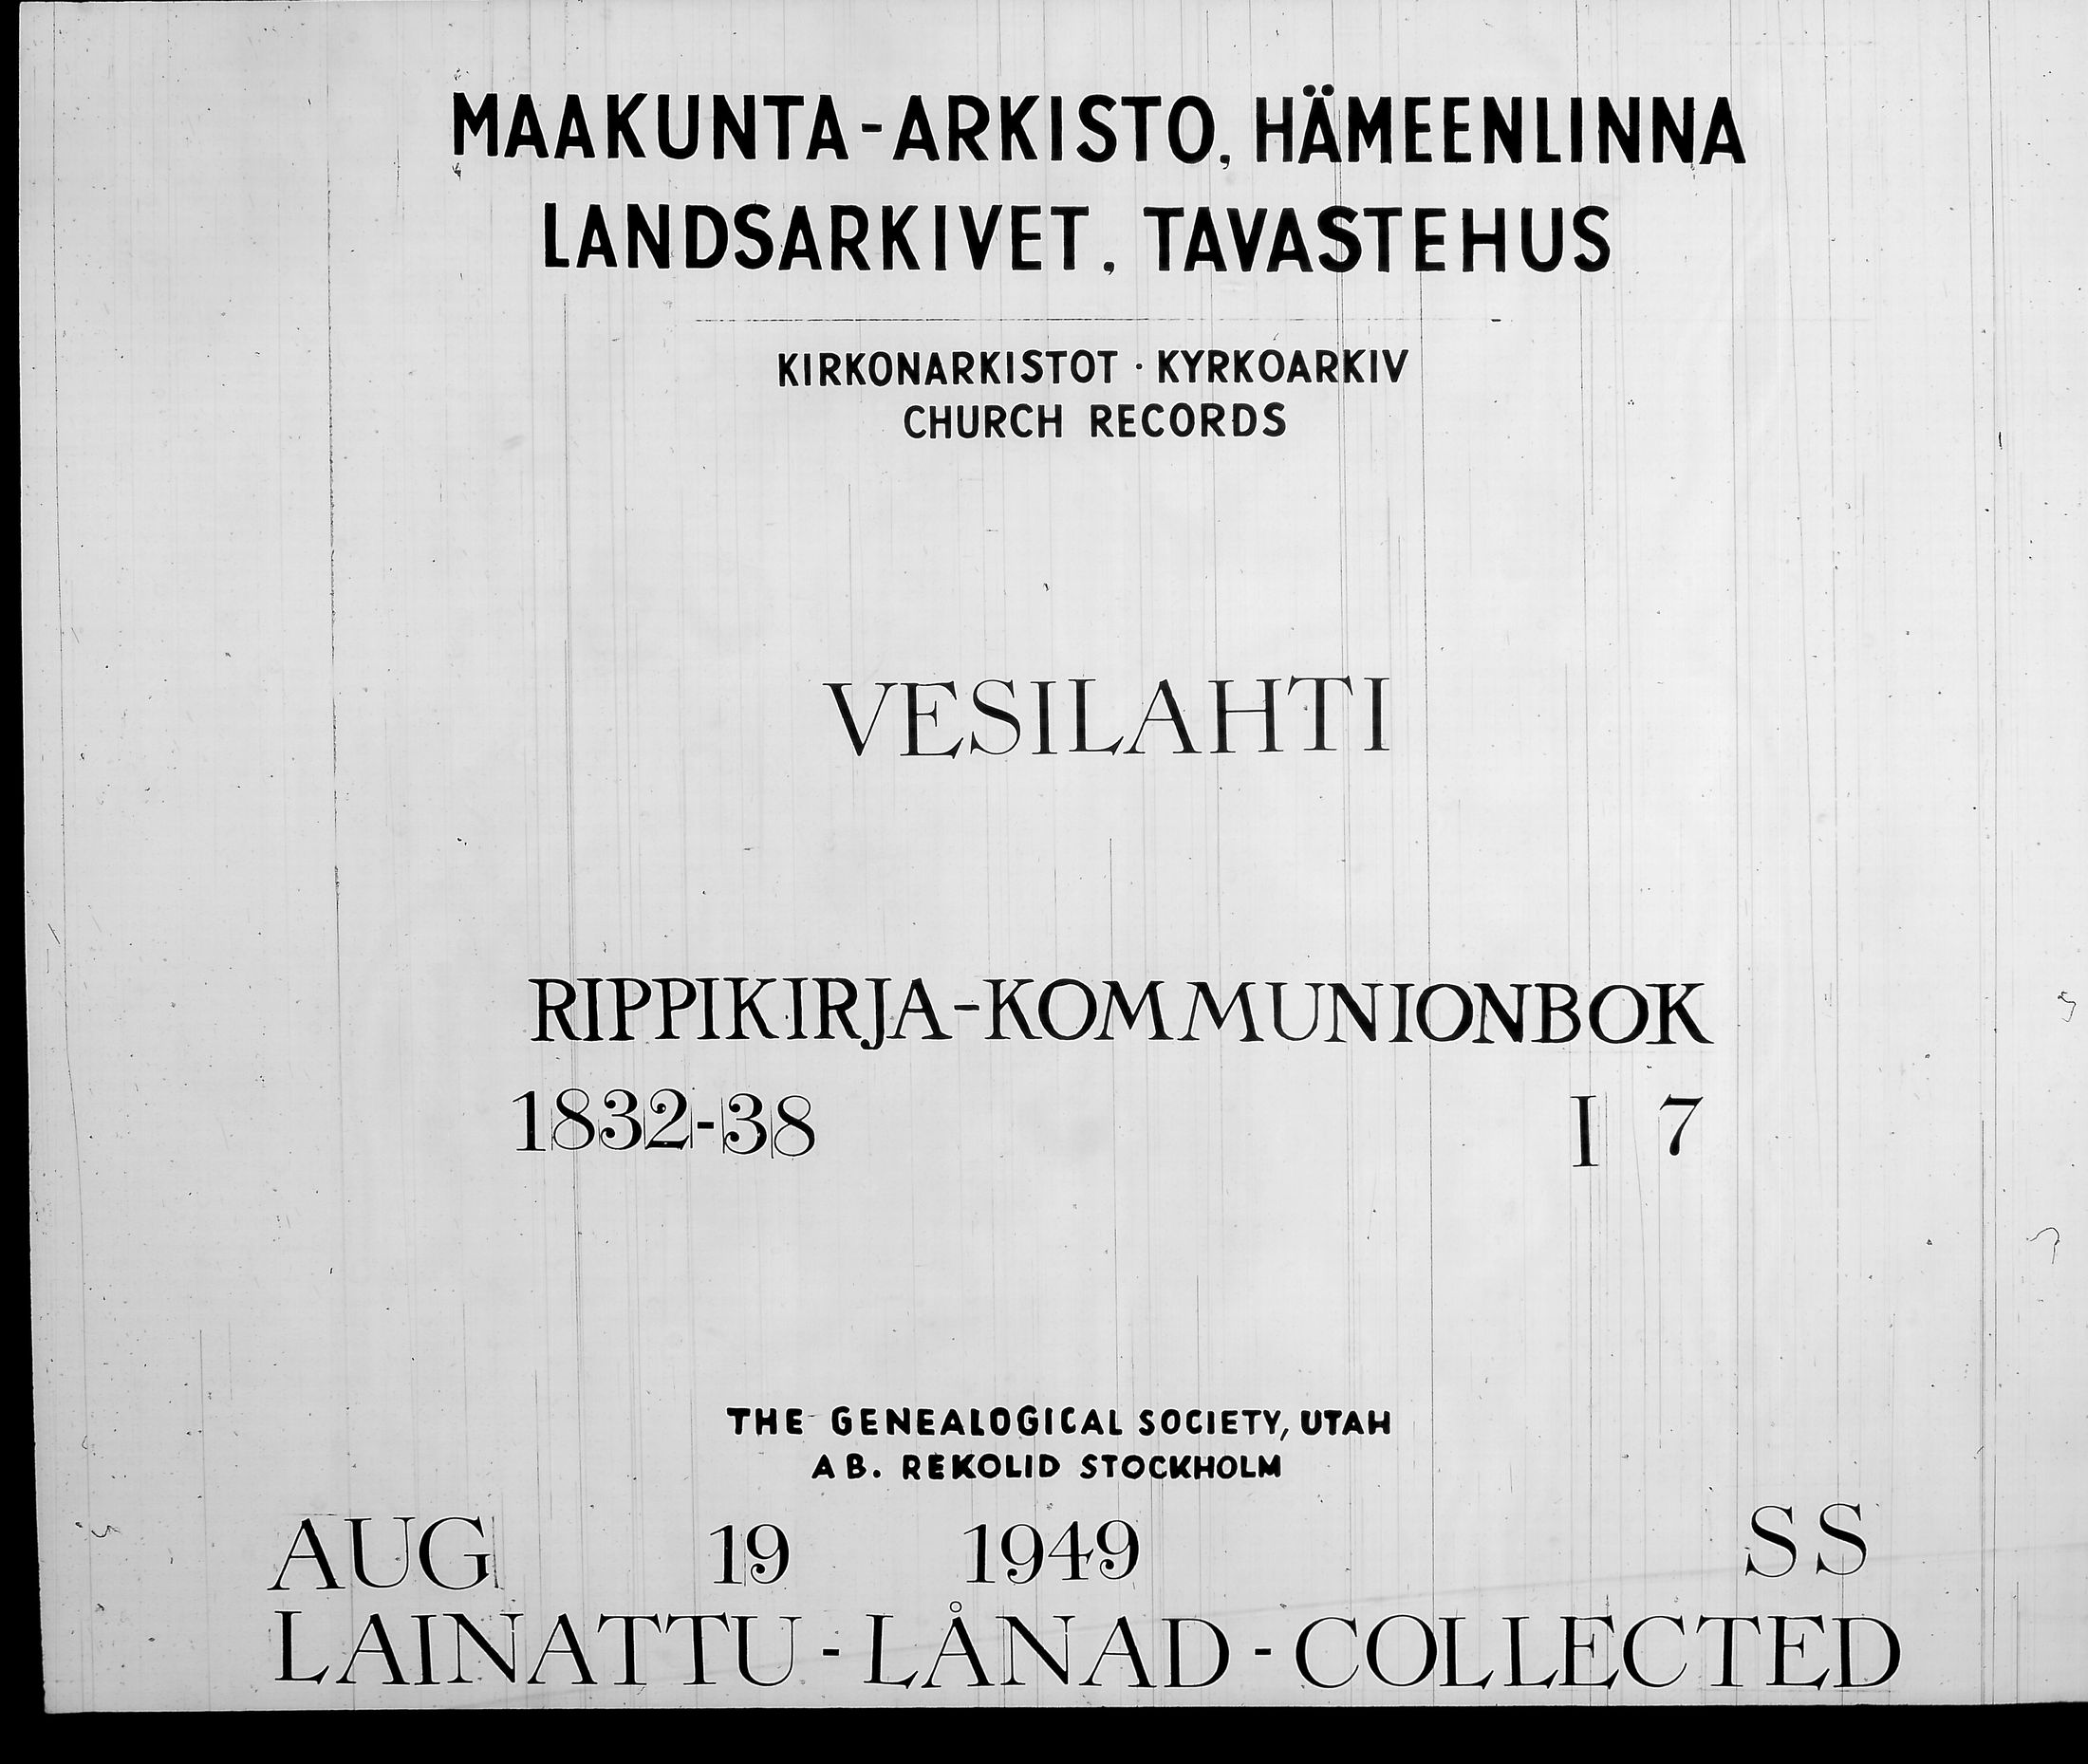 MAAKUNTA-ARKISTO, HÄMEENLINNA
LANDSARKIVET, TAVASTEHUS
KIRKONARKISTOT · KYRKOARKIV
CHURCH RECORDS
VESILAHTI
RIPPIKIRJA-KOMMUNIONBOK
1832-38 I 7
THE GENEALOGICAL SOCIETY, UTAH
AB. REKOLID STOCKHOLM
AUG 19 1949 SS
LAINATTU - LÅNAD - COLLECTED